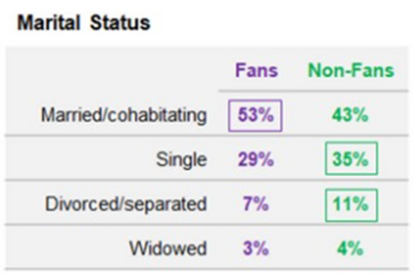 Marital Status
Fans Non-Fans
Married/cohabitating 53% 43%
Single 29% 35%
Divorced/separated 7% 11%
Widowed 3% 4%